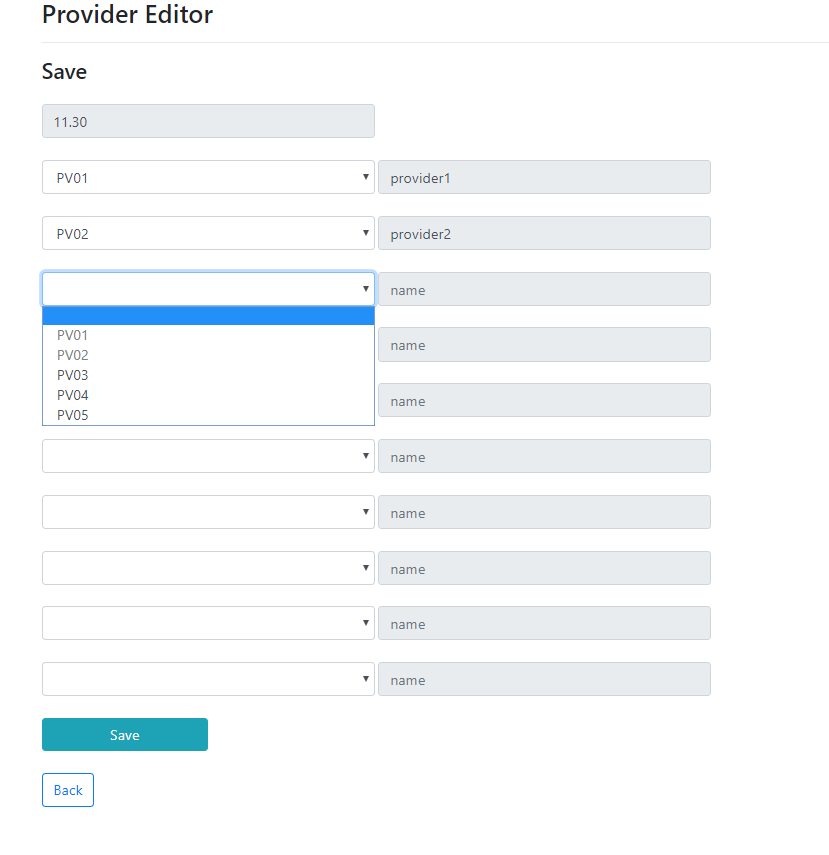 Provider Editor
Save
11.30
PV01 provider1
PV02 provider2
name
PV01
PV02
PV03
PV04
PV05
name
name
name
name
name
name
name
Save
Back